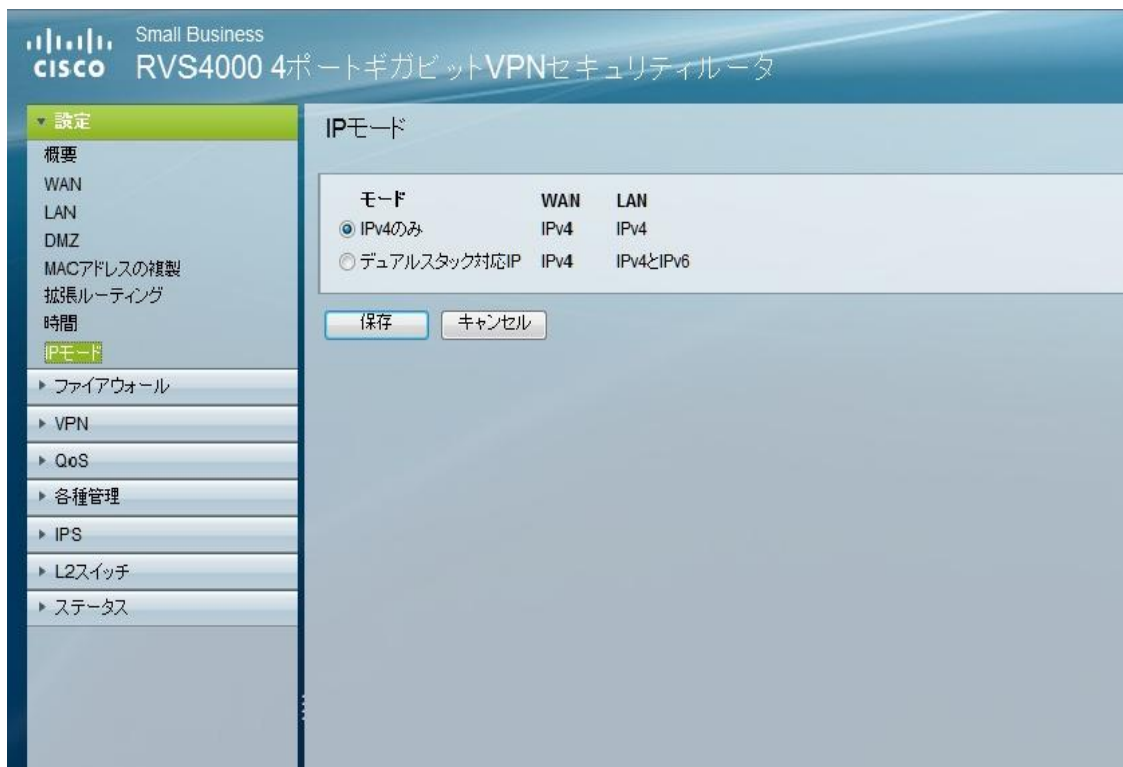 Small Business
CISCO RVS4000 4ポートギガビットVPNセキュリティルータ
設定
概要
WAN
LAN
DMZ
MACアドレスの複製
拡張ルーティング
時間
IPモード
ファイアウォール
VPN
QoS
各種管理
IPS
L2スイッチ
ステータス
IPモード
モード WAN LAN
IPv4のみ IPv4 IPv4
デュアルスタック対応IP IPv4 IPv4とIPv6
保存 キャンセル